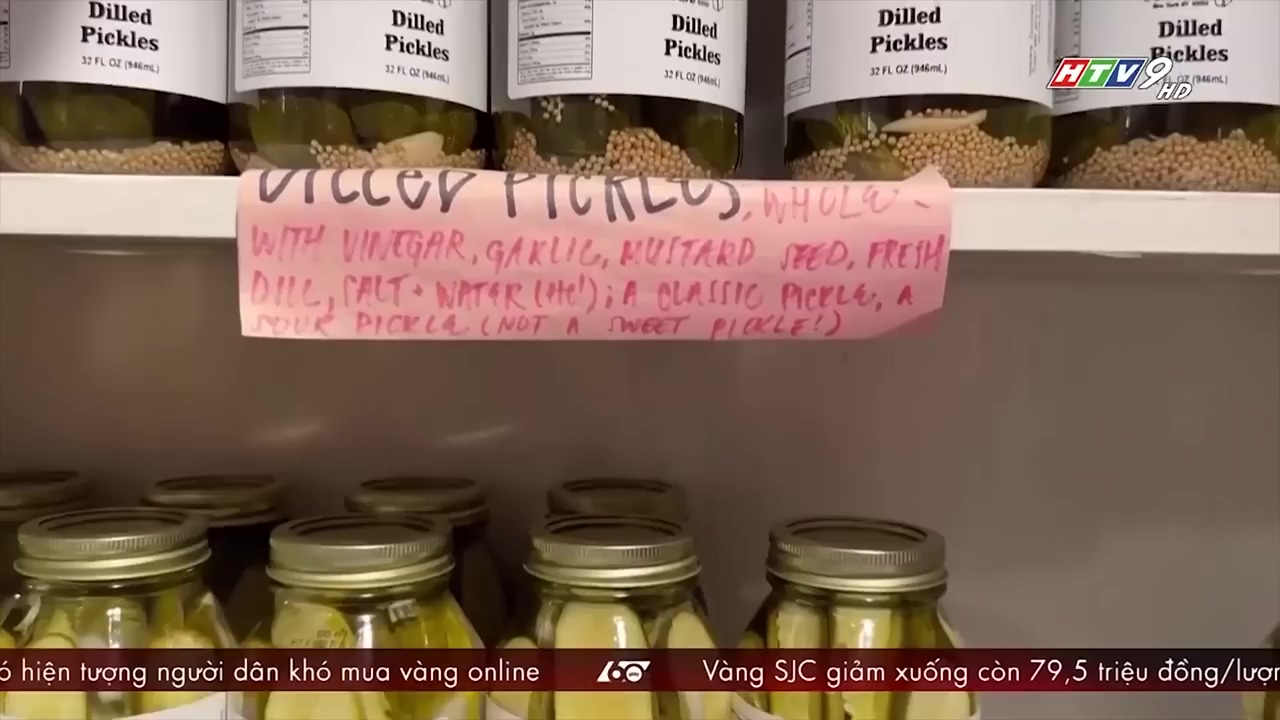 Dilled
Pickles
32 FL OZ (946mL)
Dilled
Pickles
32 FL OZ (946mL)
Dilled
Pickles
32 FL OZ (946mL)
Dilled
Pickles
32 FL OZ (946mL)
Dilled
Pickles
FL OZ (946mL)
HTV9
HD
DILLED PICKLES, WHOLE -
WITH VINEGAR, GARLIC, MUSTARD SEED, FRESH
DILL, SALT + WATER (); A CLASSIC PICKLE, A
SOUR PICKLE (NOT A SWEET PICKLE!)
ó hiện tượng người dân khó mua vàng online
60 giây
Vàng SJC giảm xuống còn 79,5 triệu đồng/lượn